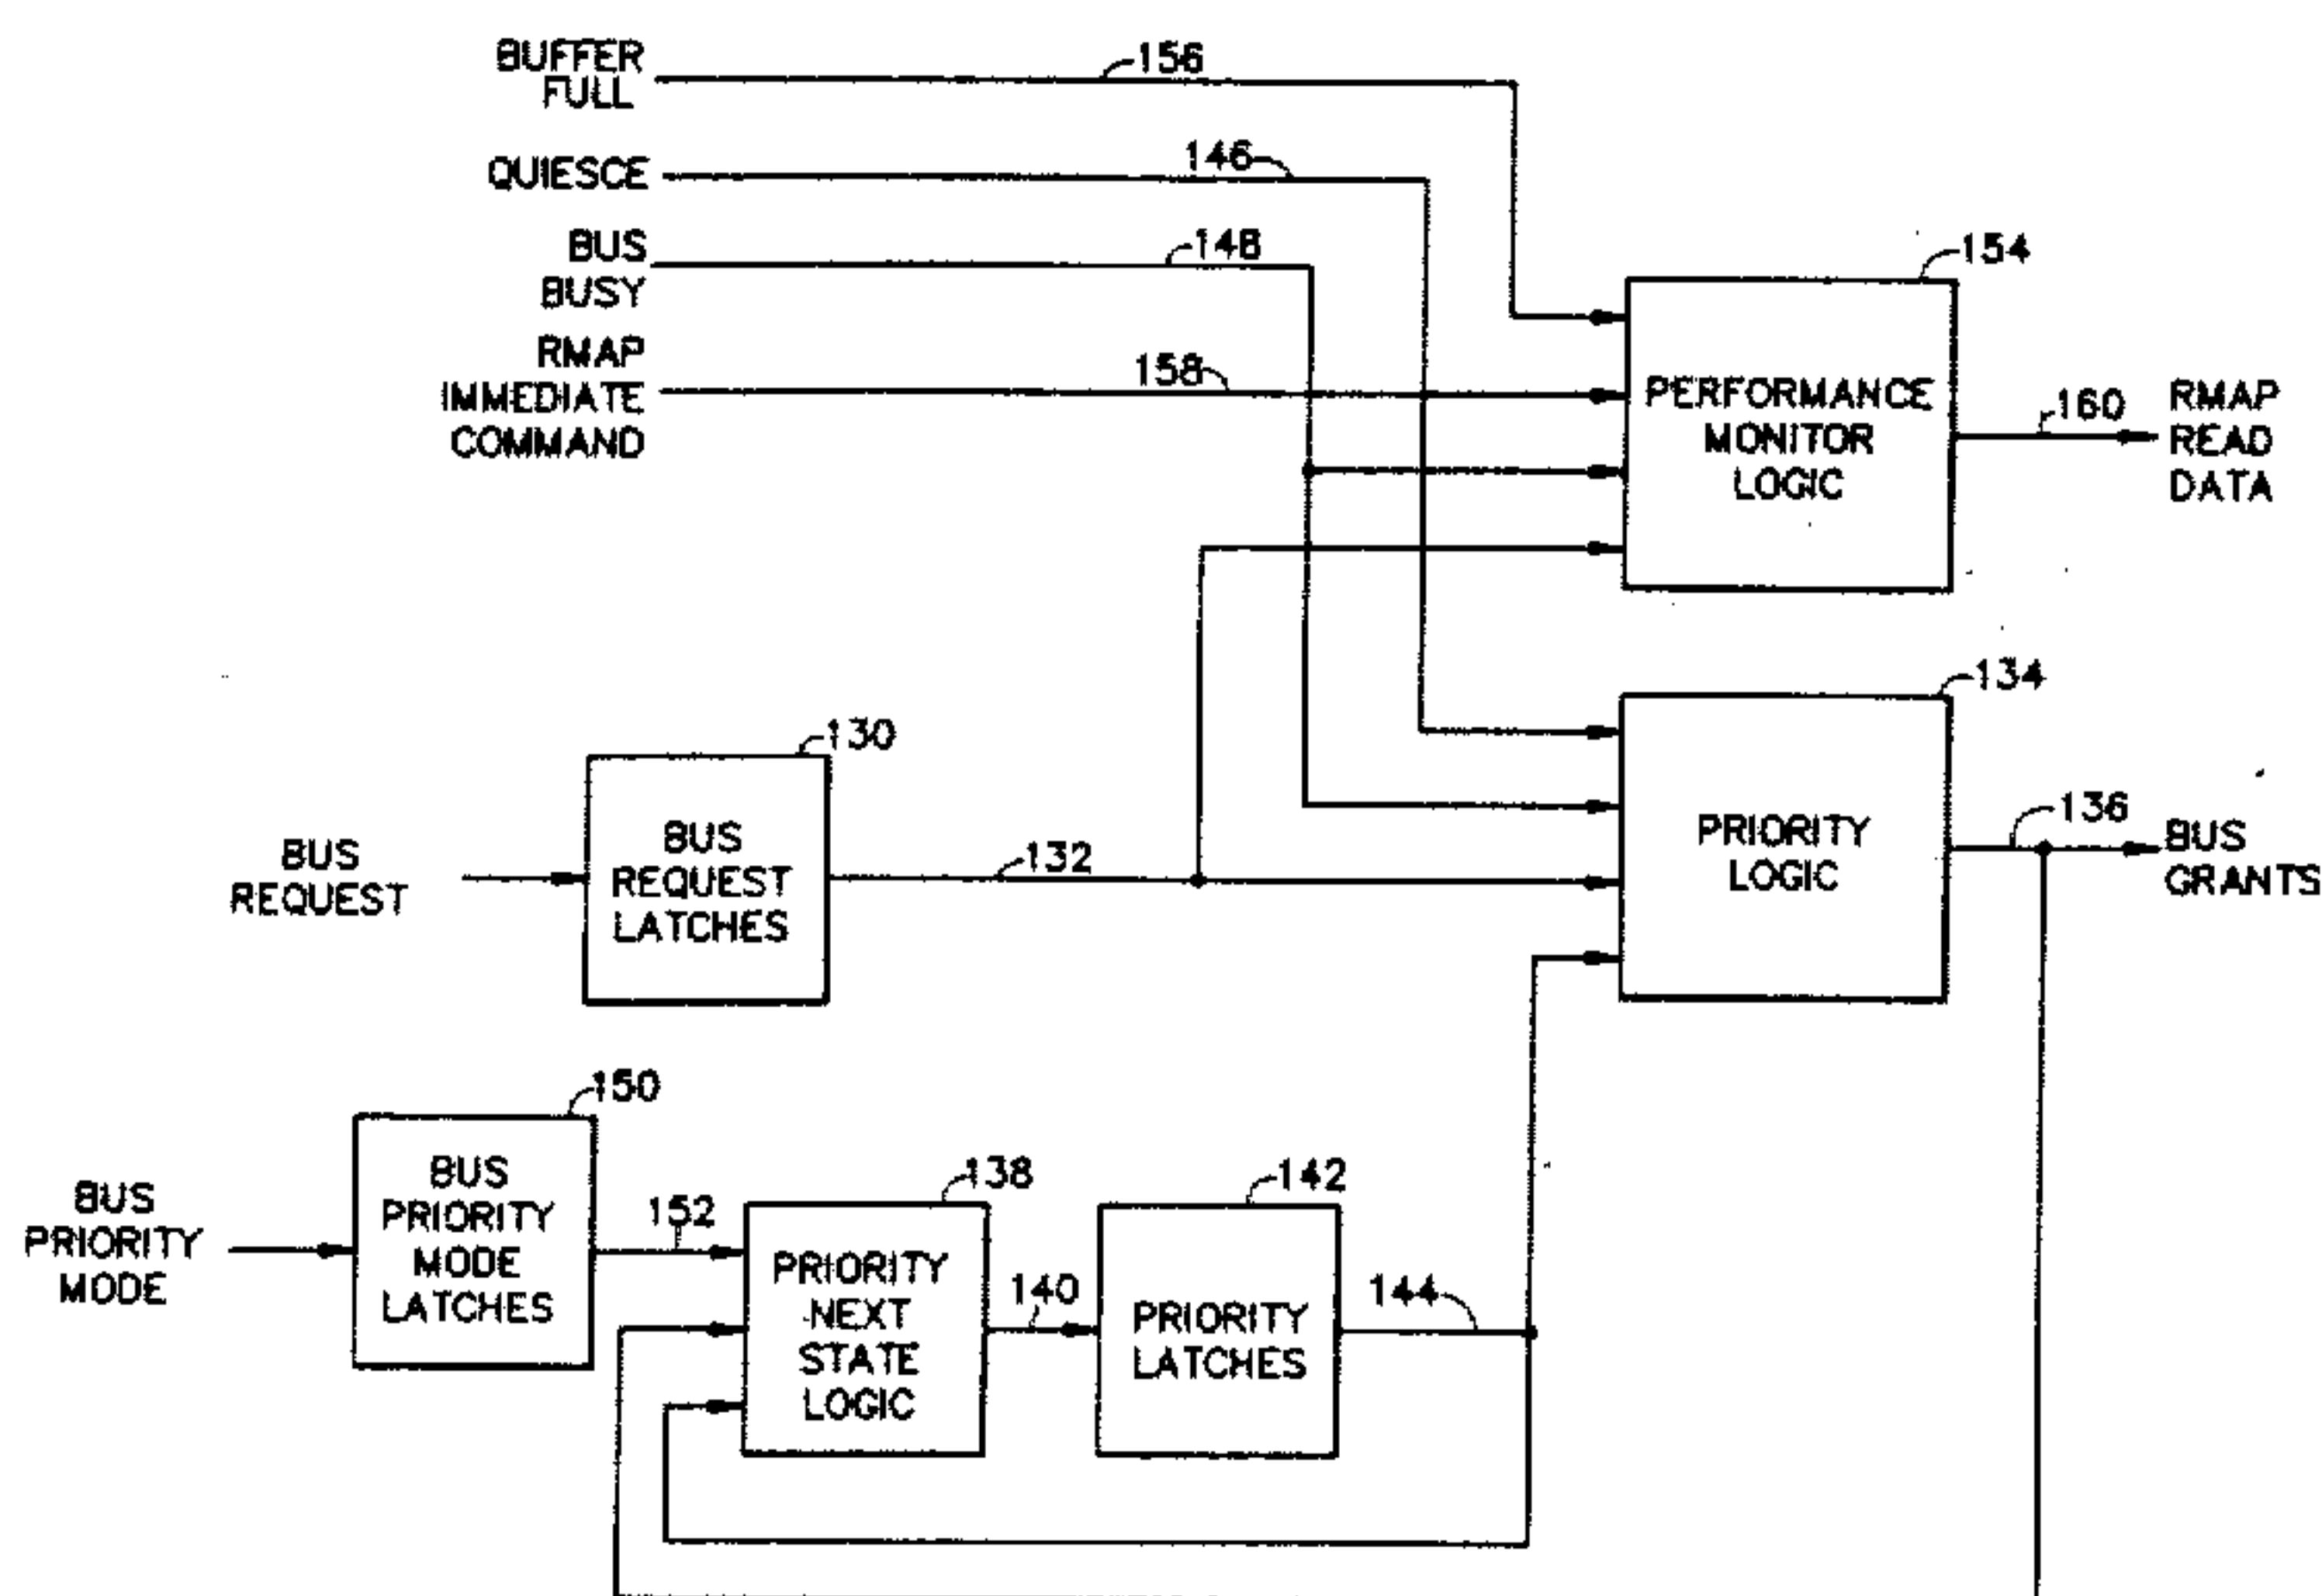 BUFFER
FULL
156
QUIESCE
146
BUS
BUSY
148
RMAP
IMMEDIATE
COMMAND
158
154
PERFORMANCE
MONITOR
LOGIC
160
RMAP
READ
DATA
134
PRIORITY
LOGIC
136
BUS
GRANTS
130
BUS
REQUEST
BUS
REQUEST
LATCHES
132
150
BUS
PRIORITY
MODE
BUS
PRIORITY
MODE
LATCHES
152
138
PRIORITY
NEXT
STATE
LOGIC
140
142
PRIORITY
LATCHES
144